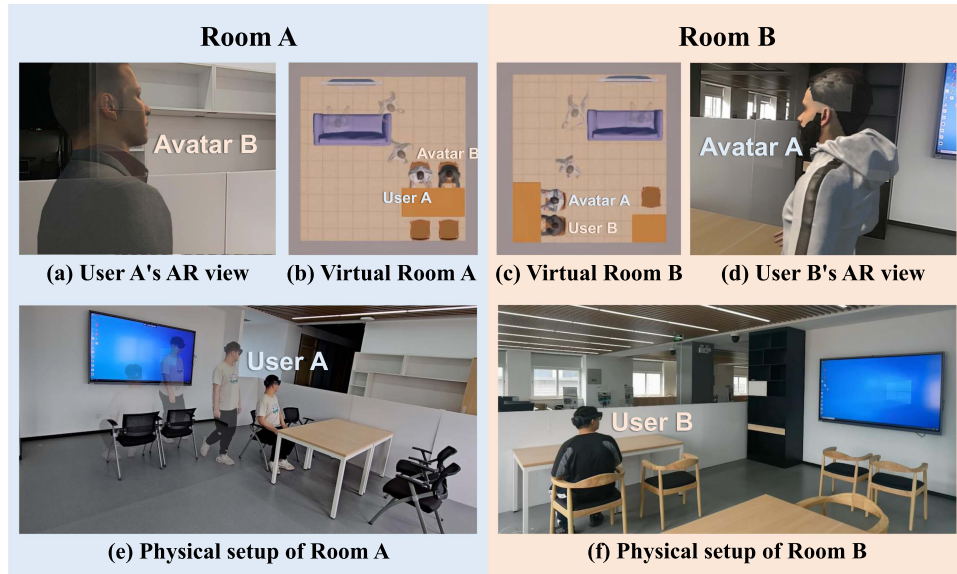 Room A
Room B
Avatar B
Avatar B
User A
Avatar A
User B
Avatar A
(a) User A's AR view
(b) Virtual Room A
(c) Virtual Room B
(d) User B's AR view
User A
User B
(e) Physical setup of Room A
(f) Physical setup of Room B